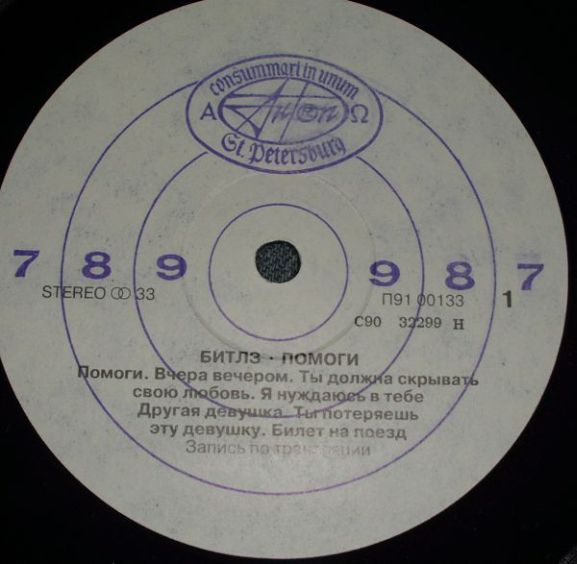 consummari in unum
Α Антон Ω
St. Petersburg
7 8 9 9 8 7
STEREO 33 П91 00133 1
С90 32299 Н
БИТЛЗ · ПОМОГИ
Помоги. Вчера вечером. Ты должна скрывать
свою любовь. Я нуждаюсь в тебе
Другая девушка. Ты потеряешь
эту девушку. Билет на поезд
Запись по трансляции